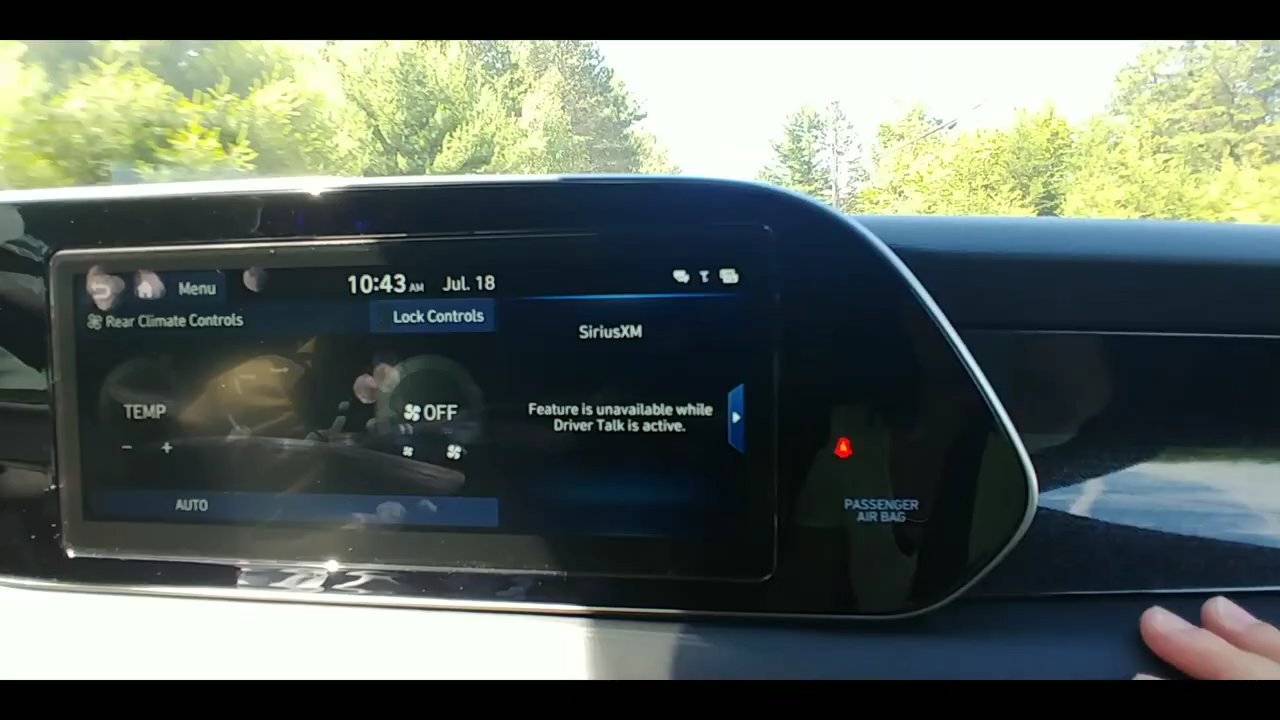 Menu
10:43 AM Jul. 18
Rear Climate Controls
Lock Controls
SiriusXM
TEMP
OFF
- +
Feature is unavailable while
Driver Talk is active.
AUTO
PASSENGER
AIR BAG